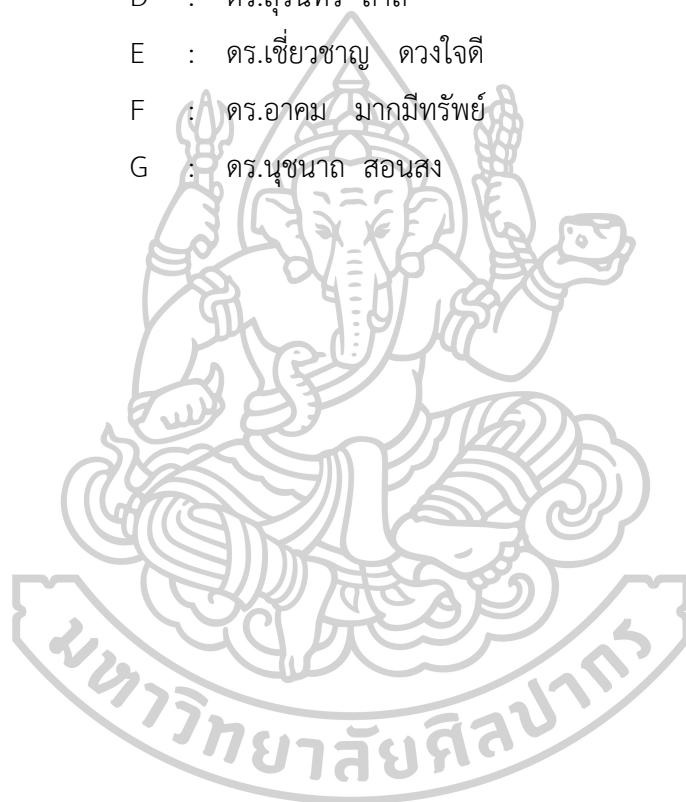 E : ดร.เชี่ยวชาญ ดวงใจดี
F : ดร.อาคม มากมีทรัพย์
G : ดร.นุชนาถ สอนสง
มหาวิทยาลัยศิลปากร